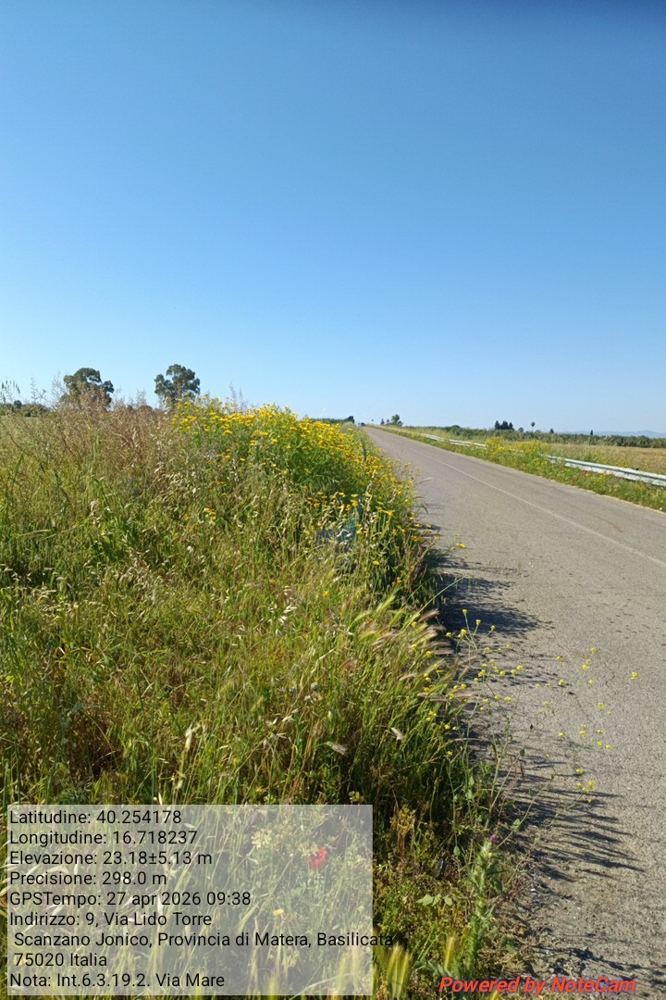 Latitudine: 40.254178
Longitudine: 16.718237
Elevazione: 23.18±5.13 m
Precisione: 298.0 m
GPSTempo: 27 apr 2026 09:38
Indirizzo: 9, Via Lido Torre
Scanzano Jonico, Provincia di Matera, Basilicata
75020 Italia
Nota: Int.6.3.19.2. Via Mare
Powered by NoteCam